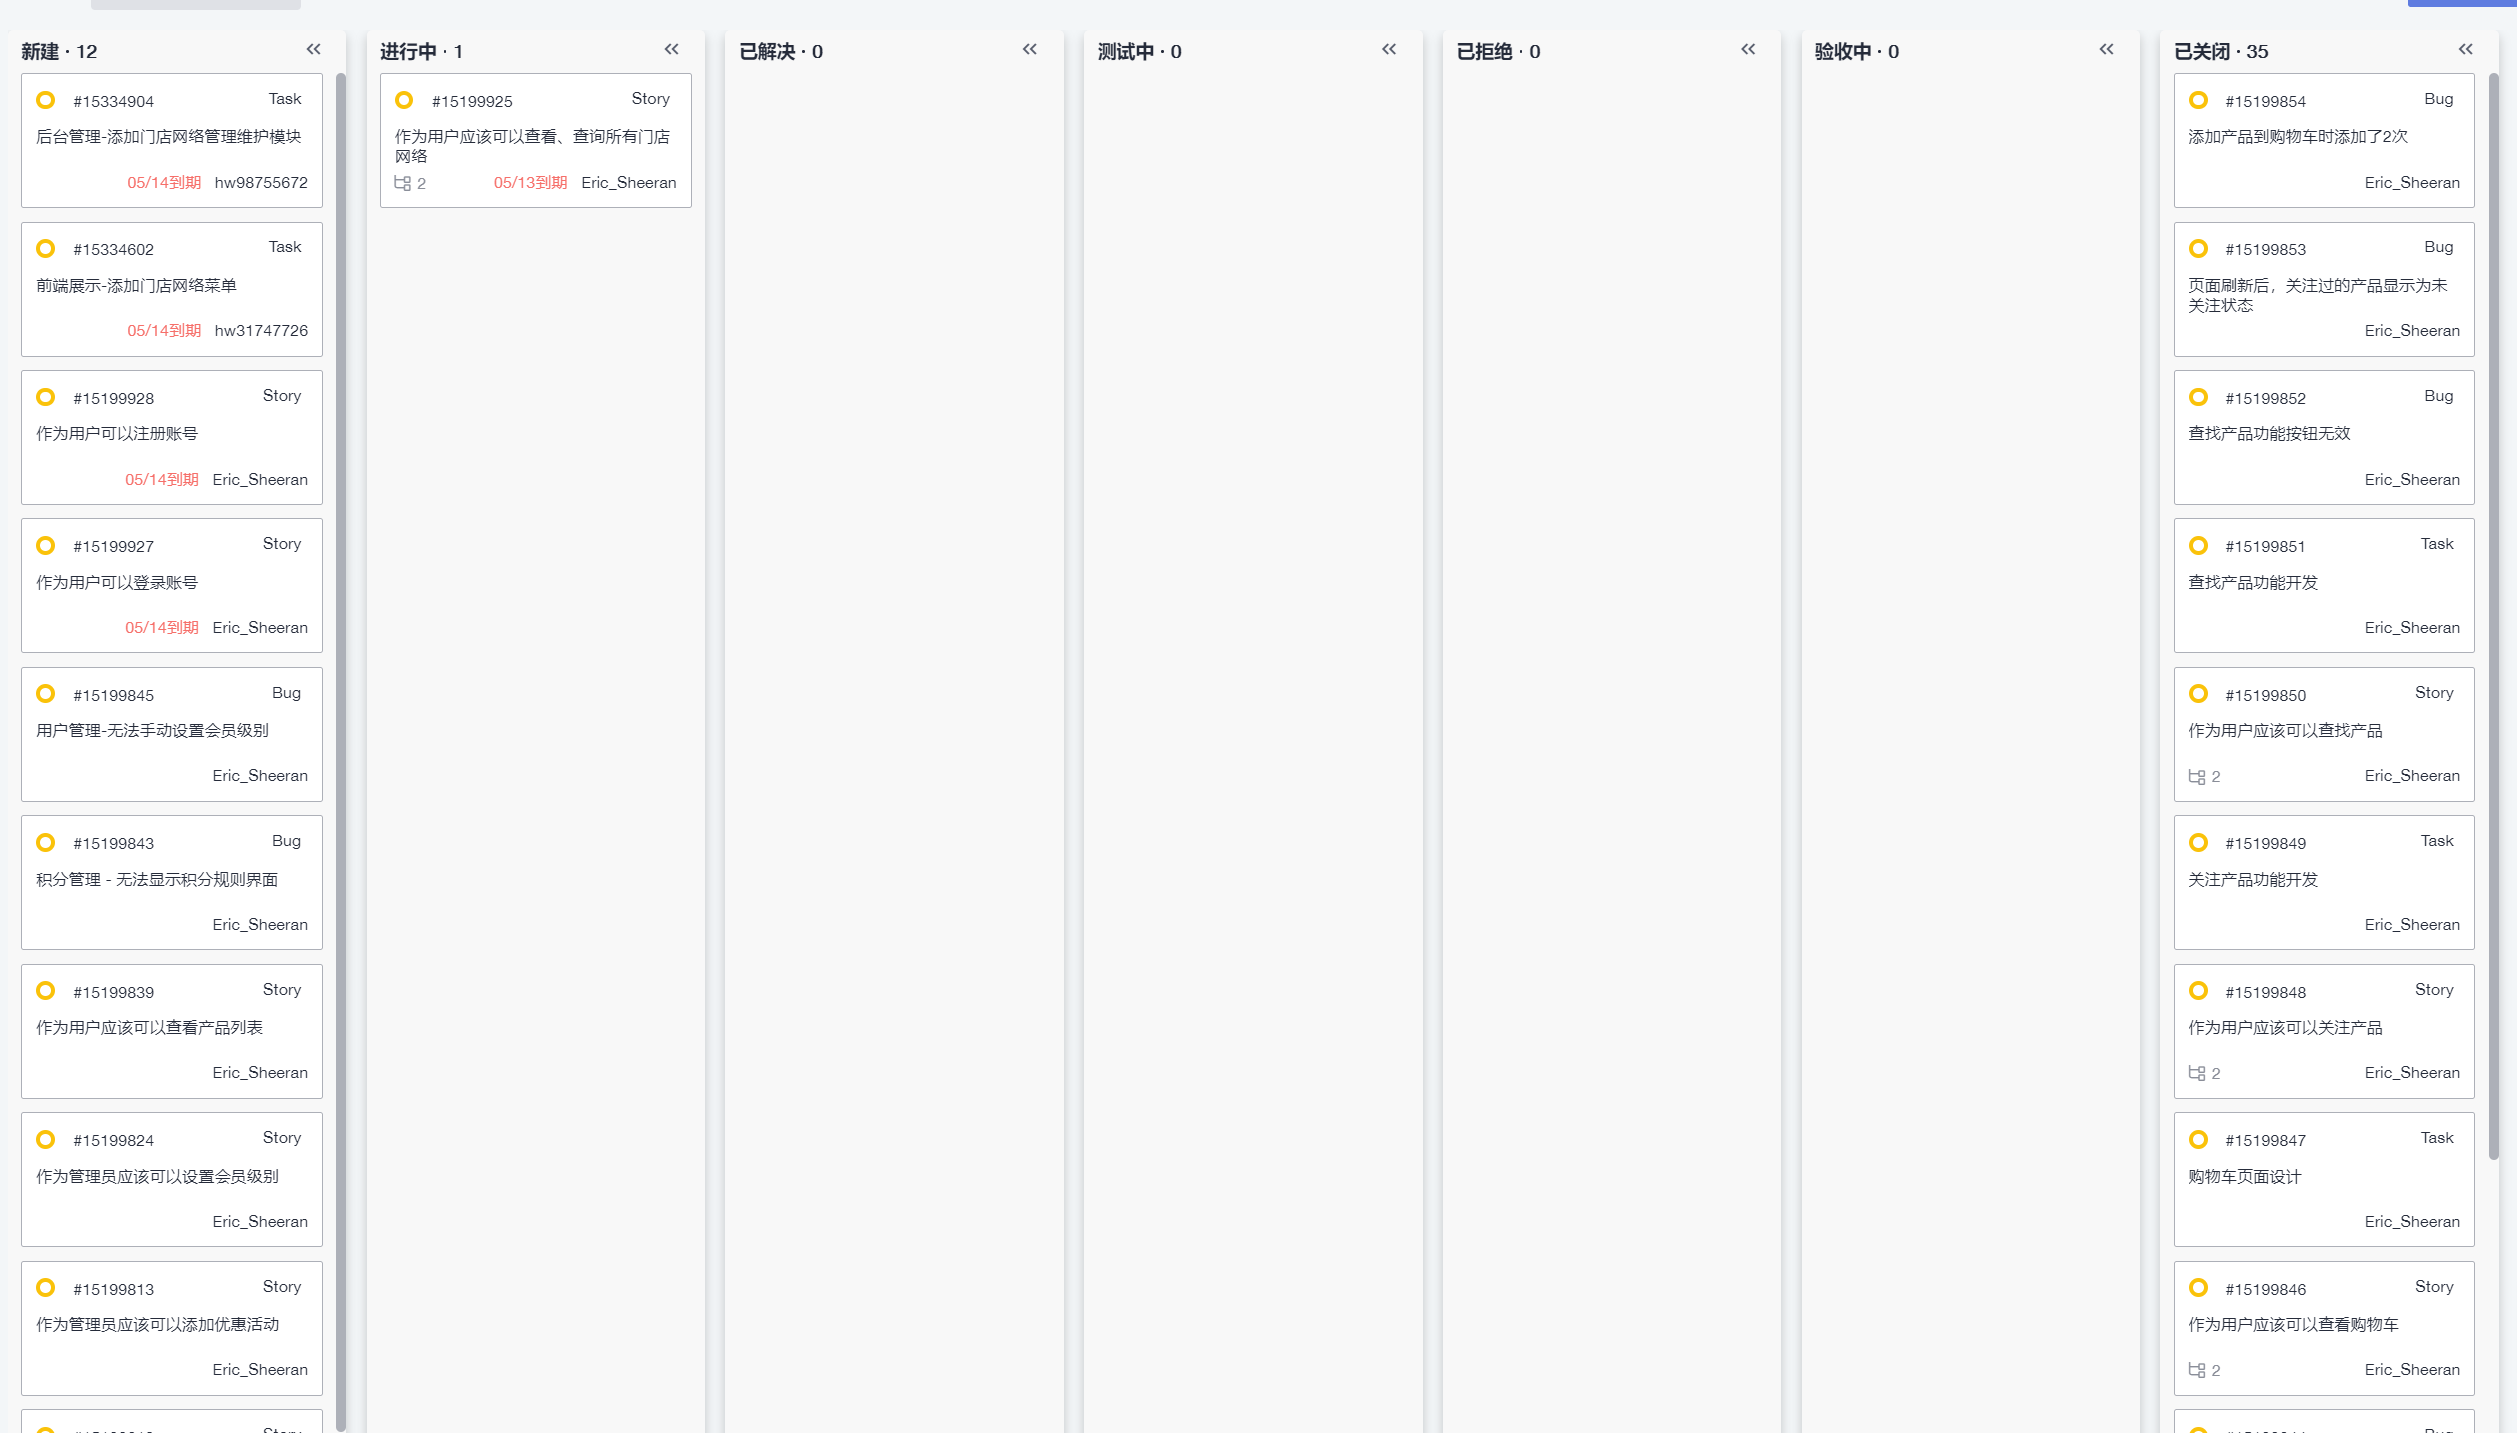 新建 · 12
#15334904 Task
后台管理-添加门店网络管理维护模块
05/14到期 hw98755672
#15334602 Task
前端展示-添加门店网络菜单
05/14到期 hw31747726
#15199928 Story
作为用户可以注册账号
05/14到期 Eric_Sheeran
#15199927 Story
作为用户可以登录账号
05/14到期 Eric_Sheeran
#15199845 Bug
用户管理-无法手动设置会员级别
Eric_Sheeran
#15199843 Bug
积分管理 - 无法显示积分规则界面
Eric_Sheeran
#15199839 Story
作为用户应该可以查看产品列表
Eric_Sheeran
#15199824 Story
作为管理员应该可以设置会员级别
Eric_Sheeran
#15199813 Story
作为管理员应该可以添加优惠活动
Eric_Sheeran
进行中 · 1
#15199925 Story
作为用户应该可以查看、查询所有门店
网络
2 05/13到期 Eric_Sheeran
已解决 · 0
测试中 · 0
已拒绝 · 0
验收中 · 0
已关闭 · 35
#15199854 Bug
添加产品到购物车时添加了2次
Eric_Sheeran
#15199853 Bug
页面刷新后，关注过的产品显示为未
关注状态
Eric_Sheeran
#15199852 Bug
查找产品功能按钮无效
Eric_Sheeran
#15199851 Task
查找产品功能开发
Eric_Sheeran
#15199850 Story
作为用户应该可以查找产品
2 Eric_Sheeran
#15199849 Task
关注产品功能开发
Eric_Sheeran
#15199848 Story
作为用户应该可以关注产品
2 Eric_Sheeran
#15199847 Task
购物车页面设计
Eric_Sheeran
#15199846 Story
作为用户应该可以查看购物车
2 Eric_Sheeran